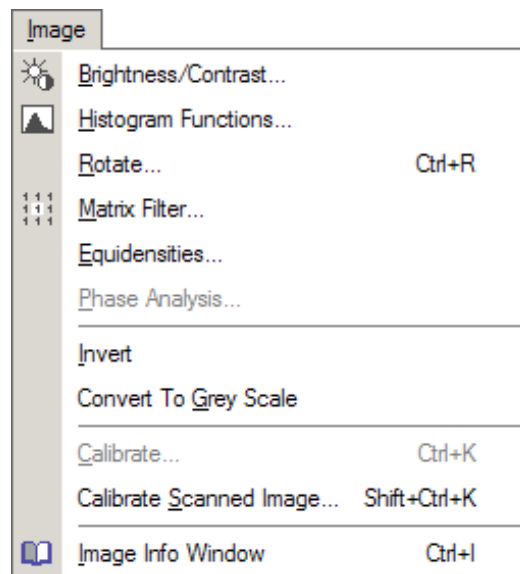 Image
Brightness/Contrast...
Histogram Functions...
Rotate... Ctrl+R
Matrix Filter...
Equidensities...
Phase Analysis...
Invert
Convert To Grey Scale
Calibrate... Ctrl+K
Calibrate Scanned Image... Shift+Ctrl+K
Image Info Window Ctrl+I